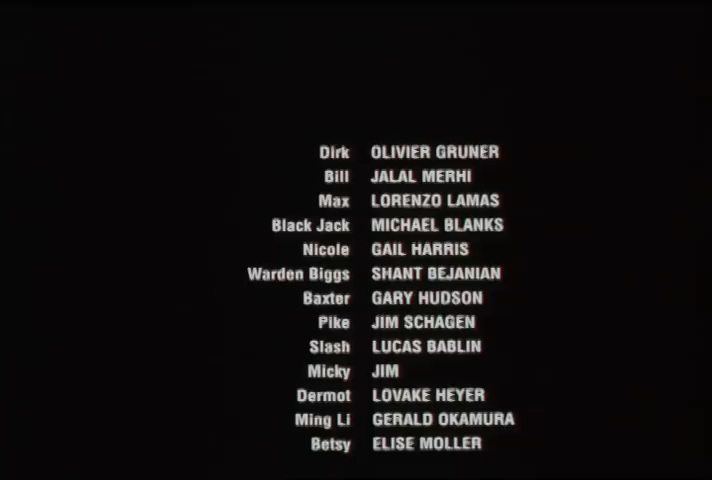 Dirk OLIVIER GRUNER
Bill JALAL MERHI
Max LORENZO LAMAS
Black Jack MICHAEL BLANKS
Nicole GAIL HARRIS
Warden Biggs SHANT BEJANIAN
Baxter GARY HUDSON
Pike JIM SCHAGEN
Slash LUCAS BABLIN
Micky JIM
Dermot LOVAKE HEYER
Ming Li GERALD OKAMURA
Betsy ELISE MOLLER